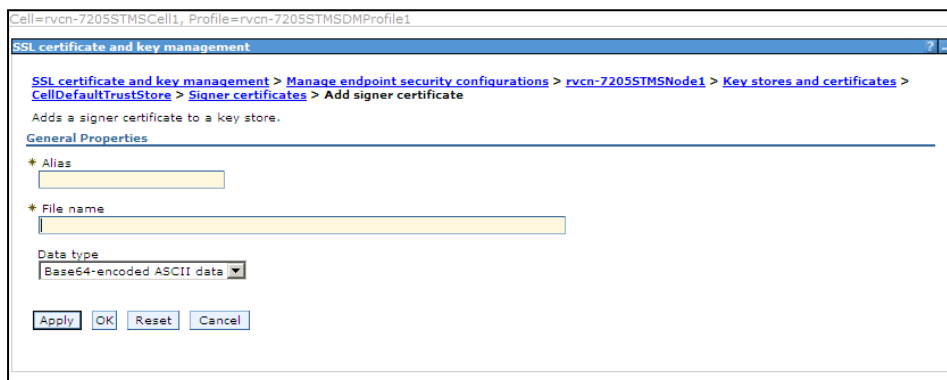 Cell=rvcn-7205STMSCell1, Profile=rvcn-7205STMSDMProfile1
SSL certificate and key management ? -
SSL certificate and key management > Manage endpoint security configurations > rvcn-7205STMSNode1 > Key stores and certificates >
CellDefaultTrustStore > Signer certificates > Add signer certificate
Adds a signer certificate to a key store.
General Properties
* Alias
* File name
Data type
Base64-encoded ASCII data
Apply OK Reset Cancel